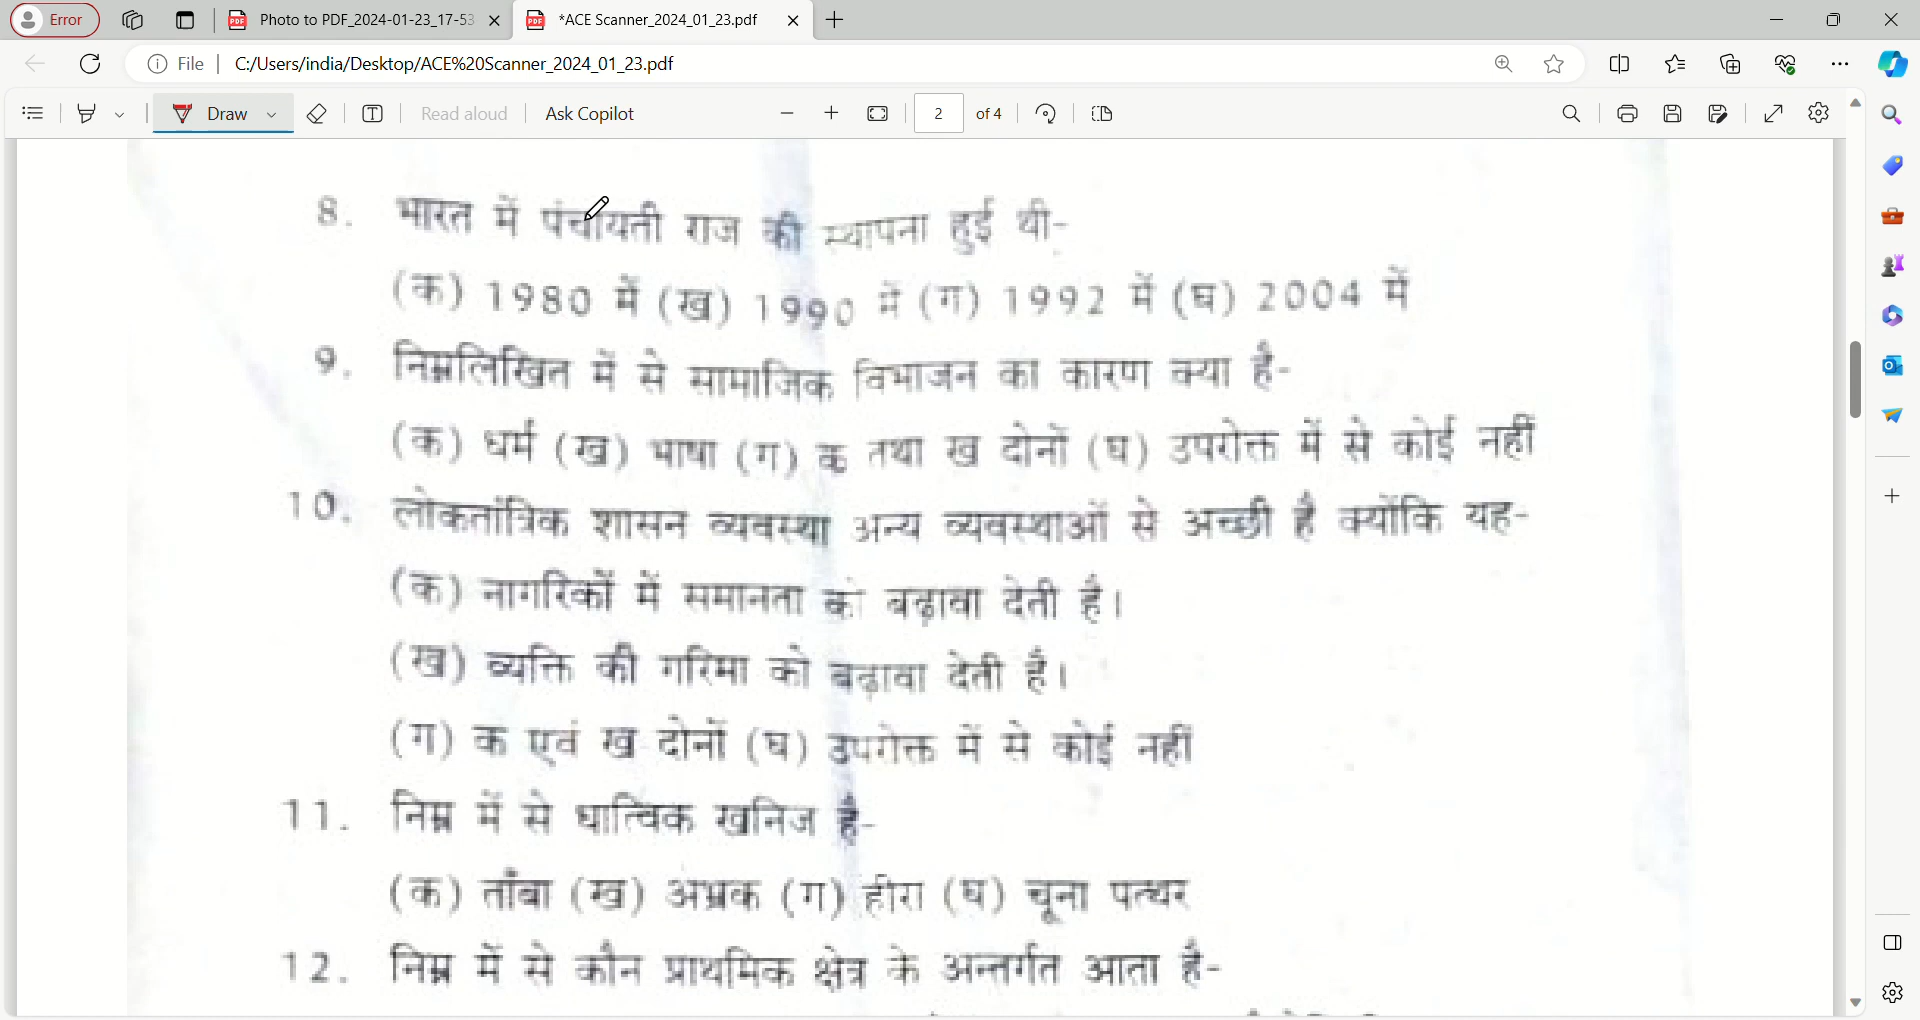 Error
Photo to PDF_2024-01-23_17-53
*ACE Scanner_2024_01_23.pdf
File
C:/Users/india/Desktop/ACE%20Scanner_2024_01_23.pdf
Draw
Read aloud
Ask Copilot
2 of 4
8. भारत में पंचायती राज की स्थापना हुई थी-
(क) 1980 में (ख) 1990 में (ग) 1992 में (घ) 2004 में
9. निम्नलिखित में से सामाजिक विभाजन का कारण क्या है-
(क) धर्म (ख) भाषा (ग) क तथा ख दोनों (घ) उपरोक्त में से कोई नहीं
10. लोकतांत्रिक शासन व्यवस्था अन्य व्यवस्थाओं से अच्छी है क्योंकि यह-
(क) नागरिकों में समानता को बढ़ावा देती है।
(ख) व्यक्ति की गरिमा को बढ़ावा देती है।
(ग) क एवं ख दोनों (घ) उपरोक्त में से कोई नहीं
11. निम्न में से धात्विक खनिज है-
(क) ताँबा (ख) अभ्रक (ग) हीरा (घ) चूना पत्थर
12. निम्न में से कौन प्राथमिक क्षेत्र के अन्तर्गत आता है-